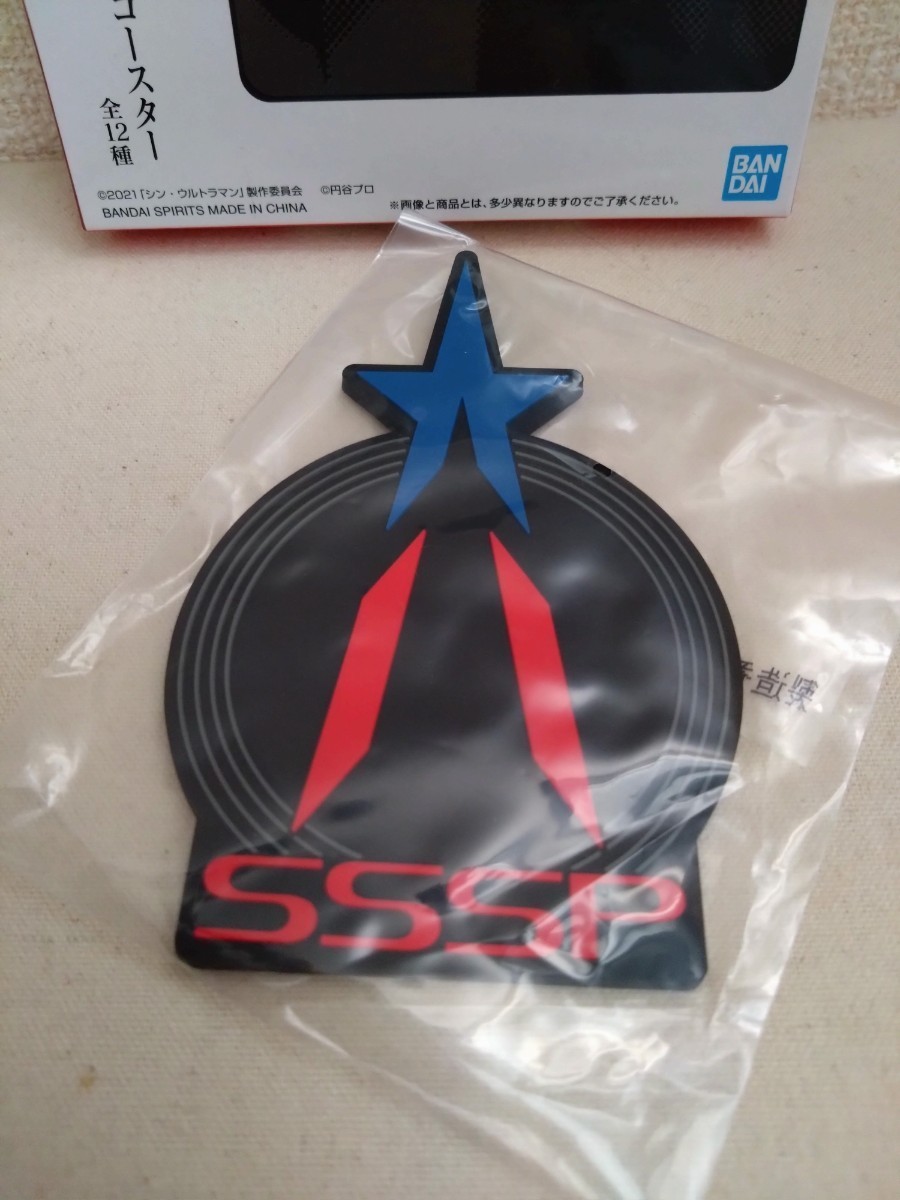 コースター
全12種
©2021「シン・ウルトラマン」製作委員会 ©円谷プロ
BANDAI SPIRITS MADE IN CHINA
※画像と商品とは、多少異なりますのでご了承ください。
BAN
DAI
SSSP